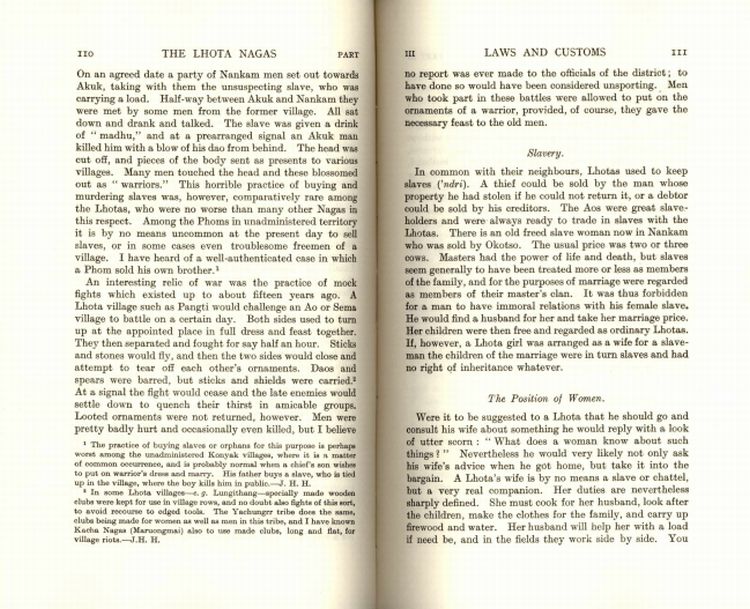 110 THE LHOTA NAGAS PART
On an agreed date a party of Nankam men set out towards
Akuk, taking with them the unsuspecting slave, who was
carrying a load. Half-way between Akuk and Nankam they
were met by some men from the former village. All sat
down and drank and talked. The slave was given a drink
of “ madhu,” and at a prearranged signal an Akuk man
killed him with a blow of his dao from behind. The head was
cut off, and pieces of the body sent as presents to various
villages. Many men touched the head and these blossomed
out as “ warriors.” This horrible practice of buying and
murdering slaves was, however, comparatively rare among
the Lhotas, who were no worse than many other Nagas in
this respect. Among the Phoms in unadministered territory
it is by no means uncommon at the present day to sell
slaves, or in some cases even troublesome freemen of a
village. I have heard of a well-authenticated case in which
a Phom sold his own brother.¹
An interesting relic of war was the practice of mock
fights which existed up to about fifteen years ago. A
Lhota village such as Pangti would challenge an Ao or Sema
village to battle on a certain day. Both sides used to turn
up at the appointed place in full dress and feast together.
They then separated and fought for say half an hour. Sticks
and stones would fly, and then the two sides would close and
attempt to tear off each other's ornaments. Daos and
spears were barred, but sticks and shields were carried.²
At a signal the fight would cease and the late enemies would
settle down to quench their thirst in amicable groups.
Looted ornaments were not returned, however. Men were
pretty badly hurt and occasionally even killed, but I believe
¹ The practice of buying slaves or orphans for this purpose is perhaps
worst among the unadministered Konyak villages, where it is a matter
of common occurrence, and is probably normal when a chief's son wishes
to put on warrior's dress and marry. His father buys a slave, who is tied
up in the village, where the boy kills him in public.—J. H. H.
² In some Lhota villages—e. g. Lungithang—specially made wooden
clubs were kept for use in village rows, and no doubt also fights of this sort,
to avoid recourse to edged tools. The Yachungrr tribe does the same,
clubs being made for women as well as men in this tribe, and I have known
Kacha Nagas (Maruongmai) also to use made clubs, long and flat, for
village riots.—J.H. H.
III LAWS AND CUSTOMS 111
no report was ever made to the officials of the district ; to
have done so would have been considered unsporting. Men
who took part in these battles were allowed to put on the
ornaments of a warrior, provided, of course, they gave the
necessary feast to the old men.
Slavery.
In common with their neighbours, Lhotas used to keep
slaves ('ndri). A thief could be sold by the man whose
property he had stolen if he could not return it, or a debtor
could be sold by his creditors. The Aos were great slave-
holders and were always ready to trade in slaves with the
Lhotas. There is an old freed slave woman now in Nankam
who was sold by Okotso. The usual price was two or three
cows. Masters had the power of life and death, but slaves
seem generally to have been treated more or less as members
of the family, and for the purposes of marriage were regarded
as members of their master's clan. It was thus forbidden
for a man to have immoral relations with his female slave.
He would find a husband for her and take her marriage price.
Her children were then free and regarded as ordinary Lhotas.
If, however, a Lhota girl was arranged as a wife for a slave-
man the children of the marriage were in turn slaves and had
no right of inheritance whatever.
The Position of Women.
Were it to be suggested to a Lhota that he should go and
consult his wife about something he would reply with a look
of utter scorn : “ What does a woman know about such
things ? ” Nevertheless he would very likely not only ask
his wife's advice when he got home, but take it into the
bargain. A Lhota's wife is by no means a slave or chattel,
but a very real companion. Her duties are nevertheless
sharply defined. She must cook for her husband, look after
the children, make the clothes for the family, and carry up
firewood and water. Her husband will help her with a load
if need be, and in the fields they work side by side. You